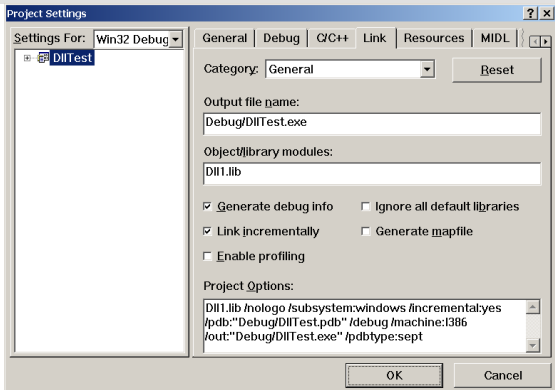 Project Settings
Settings For: Win32 Debug
DllTest
General Debug C/C++ Link Resources MIDL
Category: General
Reset
Output file name:
Debug/DllTest.exe
Object/library modules:
Dll1.lib
Generate debug info
Ignore all default libraries
Link incrementally
Generate mapfile
Enable profiling
Project Options:
Dll1.lib /nologo /subsystem:windows /incremental:yes
/pdb:"Debug/DllTest.pdb" /debug /machine:I386
/out:"Debug/DllTest.exe" /pdbtype:sept
OK
Cancel